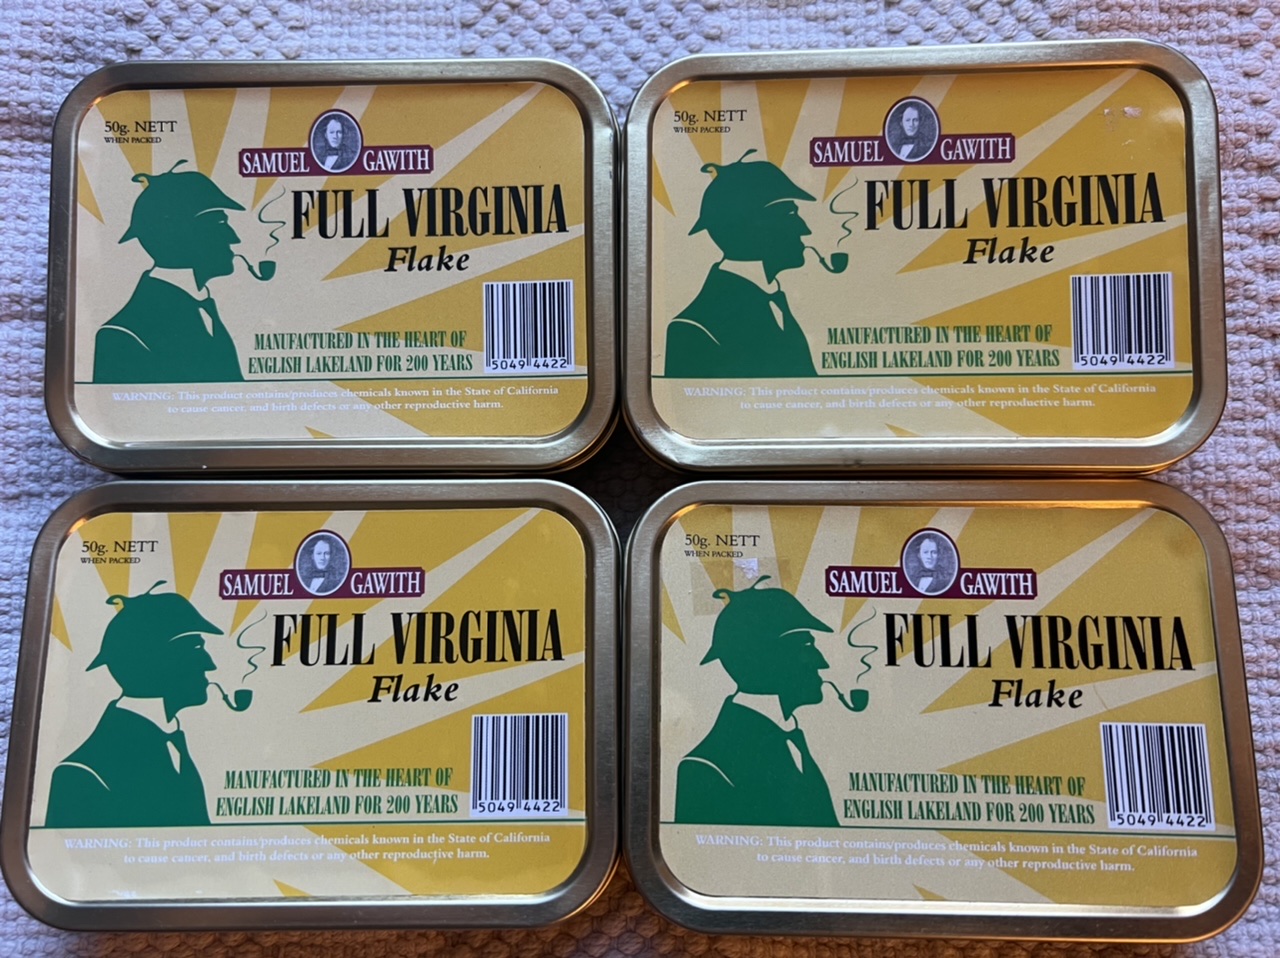 50g. NETT
WHEN PACKED
SAMUEL GAWITH
FULL VIRGINIA
Flake
MANUFACTURED IN THE HEART OF
ENGLISH LAKELAND FOR 200 YEARS
5049 4422
WARNING: This product contains/produces chemicals known in the State of California
to cause cancer, and birth defects or any other reproductive harm.
50g. NETT
WHEN PACKED
SAMUEL GAWITH
FULL VIRGINIA
Flake
MANUFACTURED IN THE HEART OF
ENGLISH LAKELAND FOR 200 YEARS
5049 4422
WARNING: This product contains/produces chemicals known in the State of California
to cause cancer, and birth defects or any other reproductive harm.
50g. NETT
WHEN PACKED
SAMUEL GAWITH
FULL VIRGINIA
Flake
MANUFACTURED IN THE HEART OF
ENGLISH LAKELAND FOR 200 YEARS
5049 4422
WARNING: This product contains/produces chemicals known in the State of California
to cause cancer, and birth defects or any other reproductive harm.
50g. NETT
WHEN PACKED
SAMUEL GAWITH
FULL VIRGINIA
Flake
MANUFACTURED IN THE HEART OF
ENGLISH LAKELAND FOR 200 YEARS
5049 4422
WARNING: This product contains/produces chemicals known in the State of California
to cause cancer, and birth defects or any other reproductive harm.